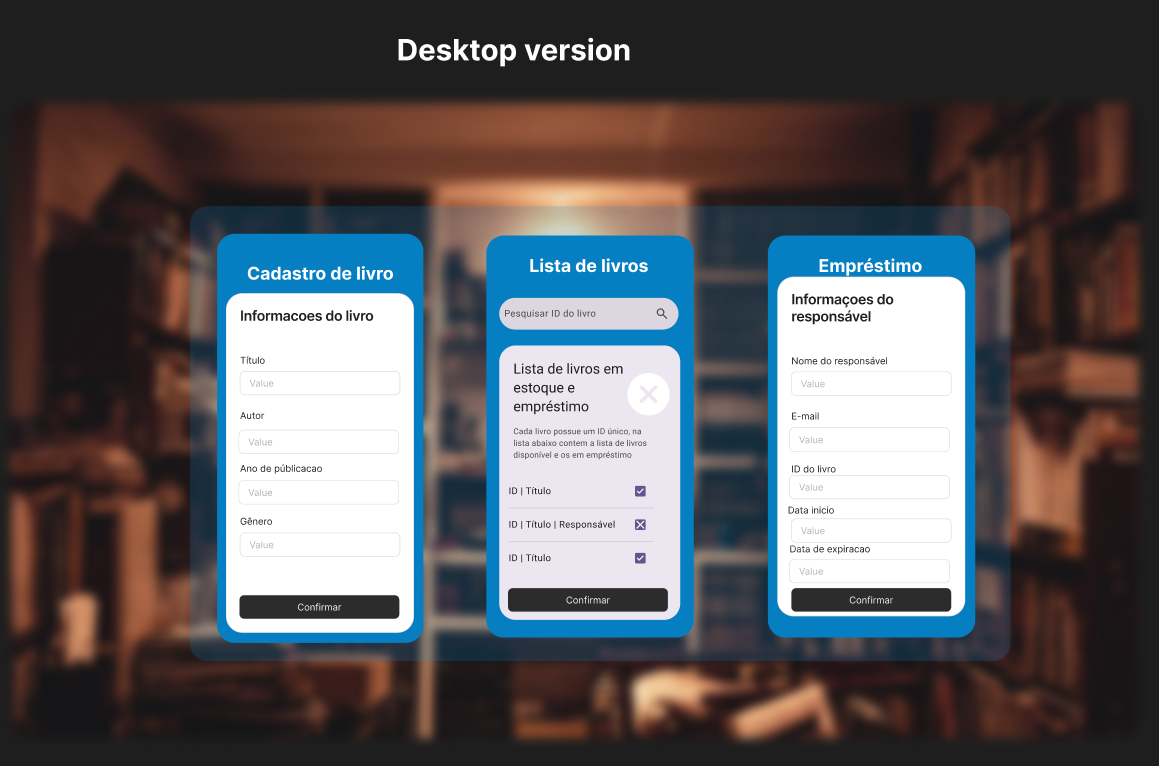 Desktop version
Cadastro de livro
Informacoes do livro
Título
Value
Autor
Value
Ano de públicacao
Value
Gênero
Value
Confirmar
Lista de livros
Pesquisar ID do livro
Lista de livros em
estoque e
empréstimo
Cada livro possue um ID único, na
lista abaixo contem a lista de livros
disponível e os em empréstimo
ID | Título
ID | Título | Responsável
ID | Título
Confirmar
Empréstimo
Informaçoes do
responsável
Nome do responsável
Value
E-mail
Value
ID do livro
Value
Data inicio
Value
Data de expiracao
Value
Confirmar